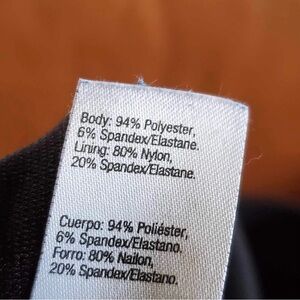 Body: 94% Polyester,
6% Spandex/Elastane.
Lining: 80% Nylon,
20% Spandex/Elastane.
Cuerpo: 94% Poliéster,
6% Spandex/Elastano.
Forro: 80% Nailon,
20% Spandex/Elastano.